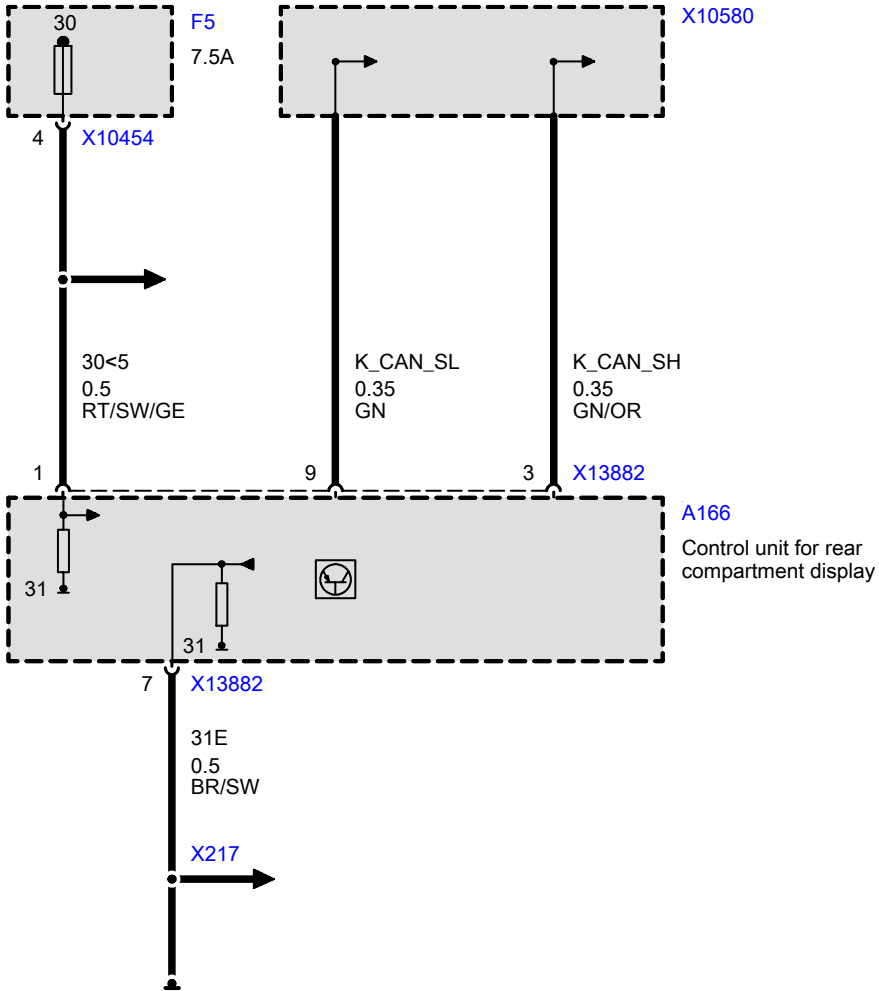 30
F5
7.5A
X10580
4
X10454
30<5
0.5
RT/SW/GE
K_CAN_SL
0.35
GN
K_CAN_SH
0.35
GN/OR
1
9
3
X13882
A166
Control unit for rear
compartment display
31
31
7
X13882
31E
0.5
BR/SW
X217